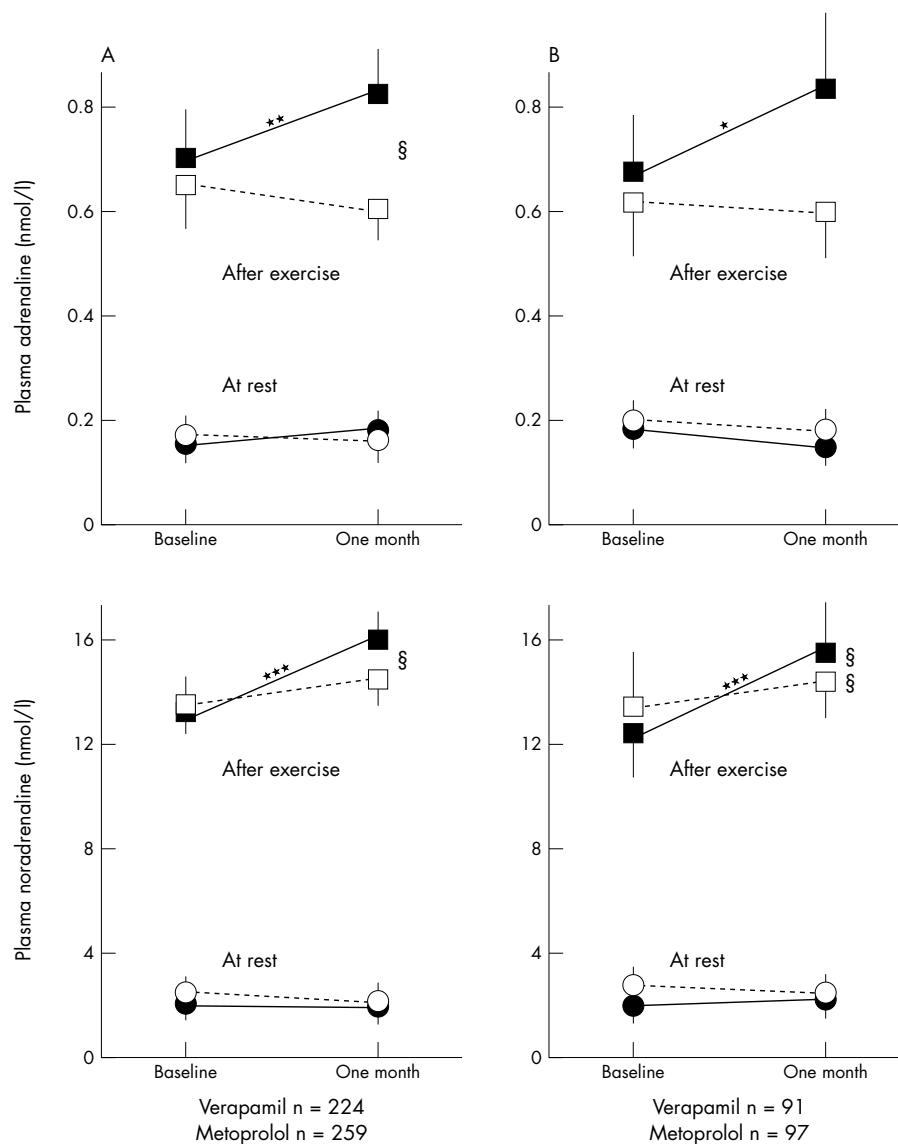 A
Plasma adrenaline (nmol/l)
0.8
0.6
0.4
0.2
0
★★
§
After exercise
At rest
Baseline
One month
B
0.8
0.6
0.4
0.2
0
★
After exercise
At rest
Baseline
One month
Plasma noradrenaline (nmol/l)
16
12
8
4
0
★★★
§
After exercise
At rest
Baseline
One month
Verapamil n = 224
Metoprolol n = 259
16
12
8
4
0
★★★
§
§
After exercise
At rest
Baseline
One month
Verapamil n = 91
Metoprolol n = 97